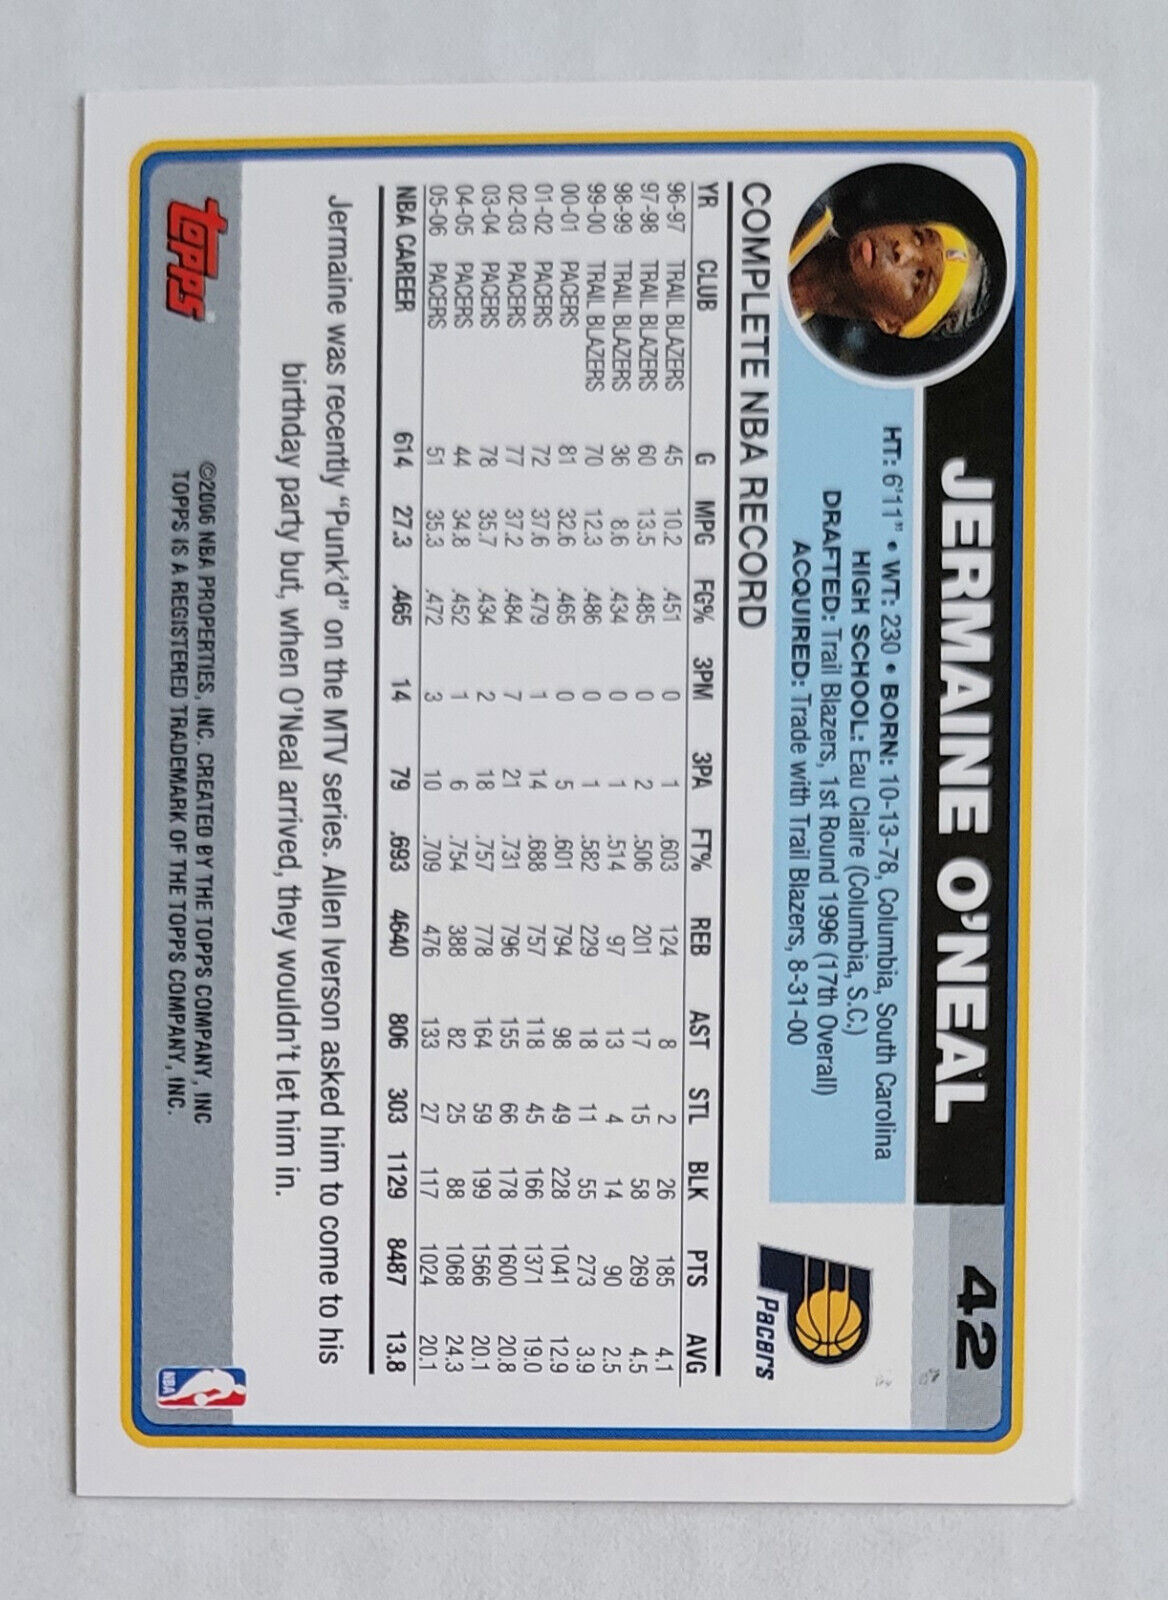 JERMAINE O'NEAL
42
HT: 6'11" • WT: 230 • BORN: 10-13-78, Columbia, South Carolina
HIGH SCHOOL: Eau Claire (Columbia, S.C.)
DRAFTED: Trail Blazers, 1st Round 1996 (17th Overall)
ACQUIRED: Trade with Trail Blazers, 8-31-00
Pacers
COMPLETE NBA RECORD
YR CLUB G MPG FG% 3PM 3PA FT% REB AST STL BLK PTS AVG
96-97 TRAIL BLAZERS 45 10.2 .451 0 1 .603 124 8 2 26 185 4.1
97-98 TRAIL BLAZERS 60 13.5 .485 0 2 .506 201 17 15 58 269 4.5
98-99 TRAIL BLAZERS 36 8.6 .434 0 1 .514 97 13 4 14 90 2.5
99-00 TRAIL BLAZERS 70 12.3 .486 0 1 .582 229 18 11 55 273 3.9
00-01 PACERS 81 32.6 .465 0 5 .601 794 98 49 228 1041 12.9
01-02 PACERS 72 37.6 .479 1 14 .688 757 118 45 166 1371 19.0
02-03 PACERS 77 37.2 .484 7 21 .731 796 155 66 178 1600 20.8
03-04 PACERS 78 35.7 .434 2 18 .757 778 164 59 199 1566 20.1
04-05 PACERS 44 34.8 .452 1 6 .754 388 82 25 88 1068 24.3
05-06 PACERS 51 35.3 .472 3 10 .709 476 133 27 117 1024 20.1
NBA CAREER 614 27.3 .465 14 79 .693 4640 806 303 1129 8487 13.8
Jermaine was recently "Punk'd" on the MTV series. Allen Iverson asked him to come to his
birthday party but, when O'Neal arrived, they wouldn't let him in.
topps
©2006 NBA PROPERTIES, INC. CREATED BY THE TOPPS COMPANY, INC
TOPPS IS A REGISTERED TRADEMARK OF THE TOPPS COMPANY, INC.
NBA